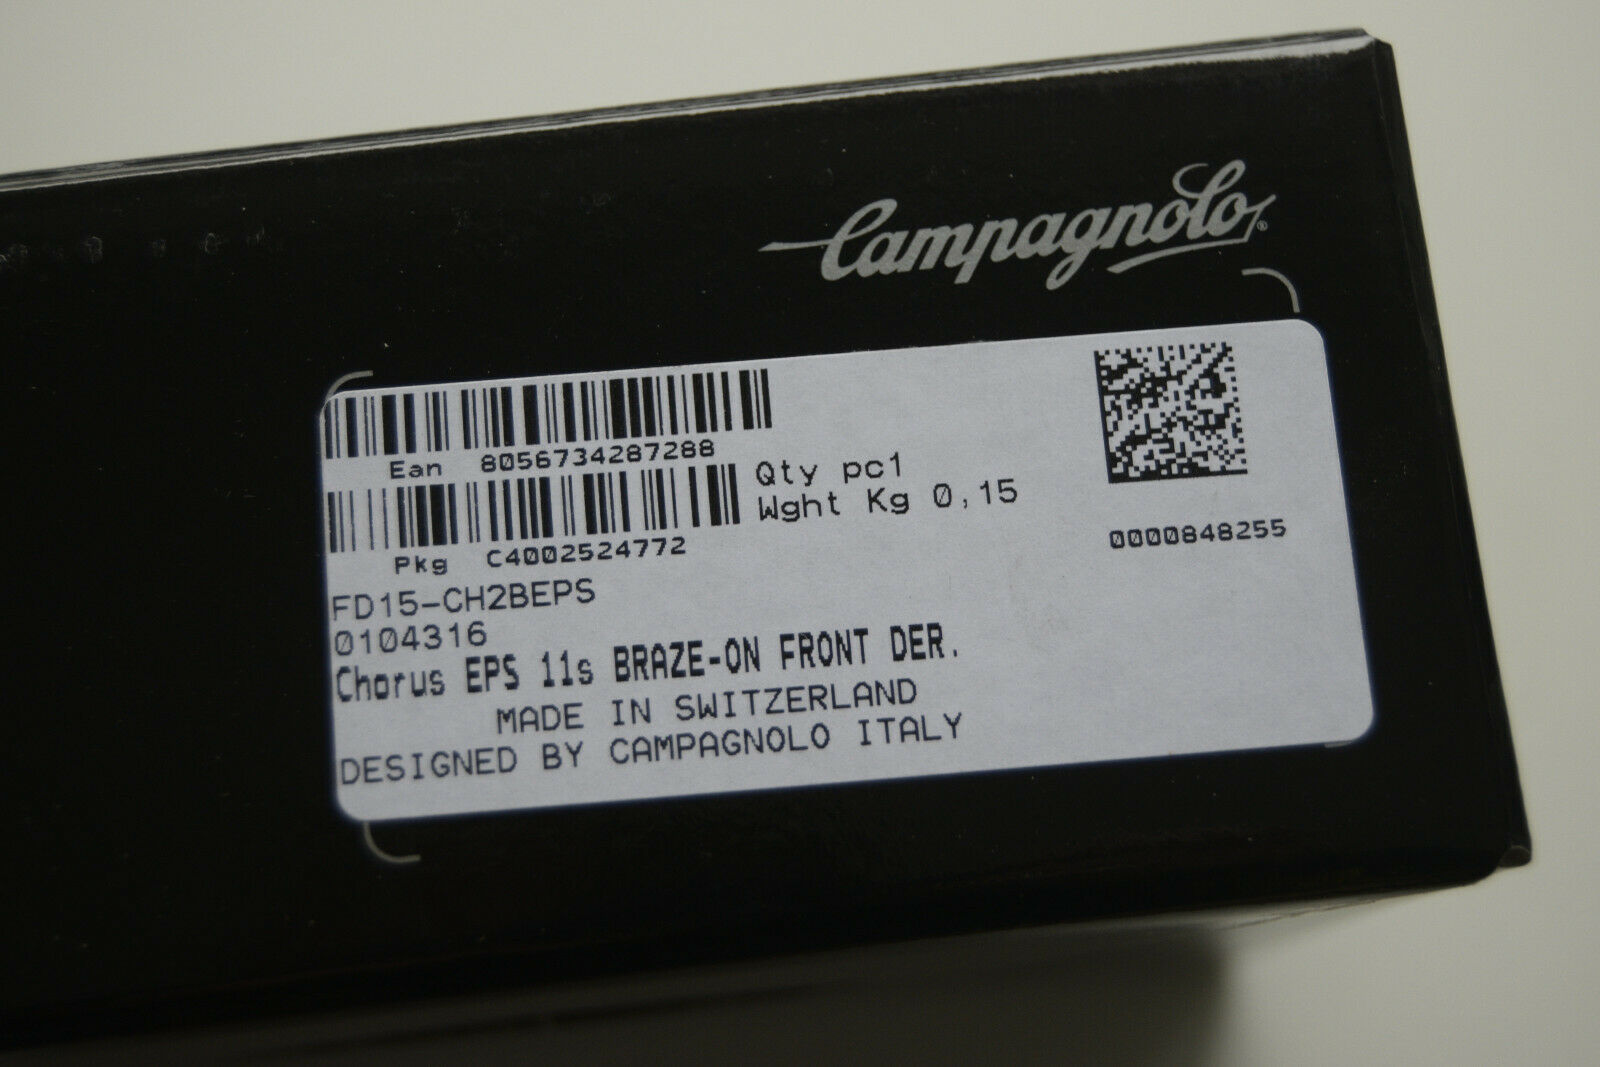 Campagnolo®
Ean 8056734287288
Qty pc1
Wght Kg 0,15
Pkg C4002524772
0000848255
FD15-CH2BEPS
0104316
Chorus EPS 11s BRAZE-ON FRONT DER.
MADE IN SWITZERLAND
DESIGNED BY CAMPAGNOLO ITALY